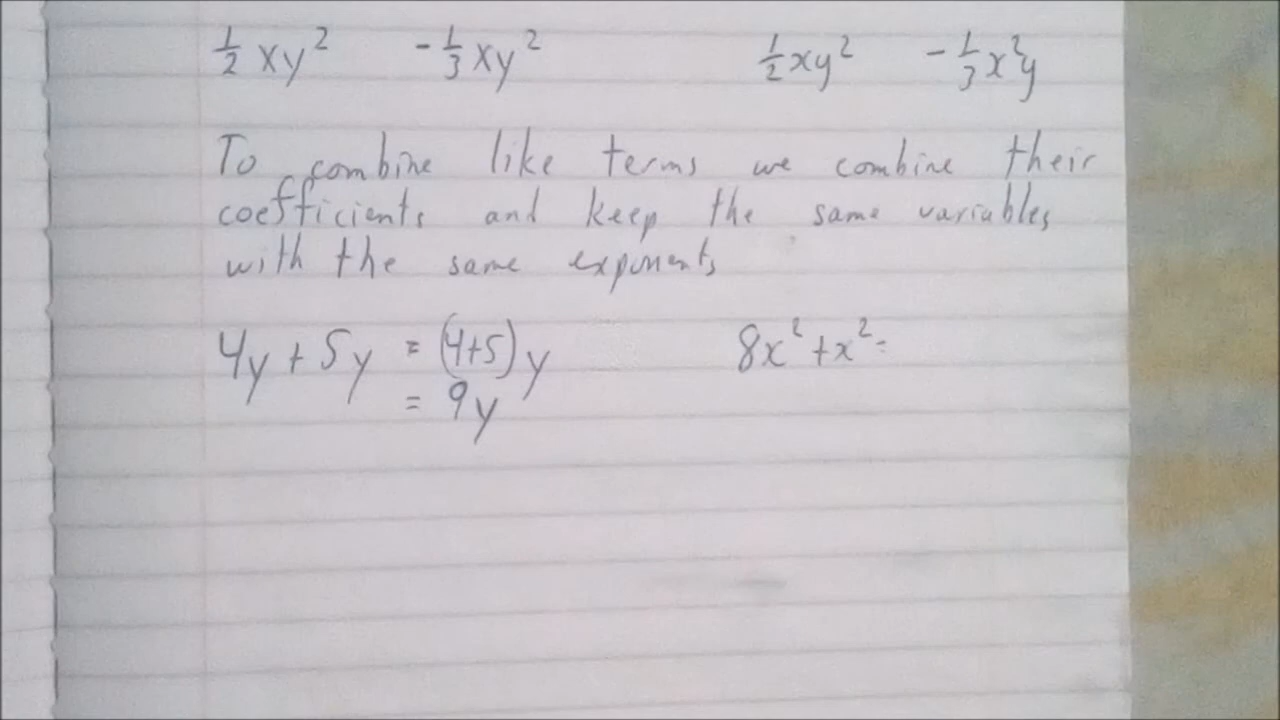 ½ xy² -⅓ xy² ½ xy² -⅓ x²y
To combine like terms we combine their
coefficients and keep the same variables
with the same exponents
4y + 5y = (4+5)y 8x² + x² =
= 9y